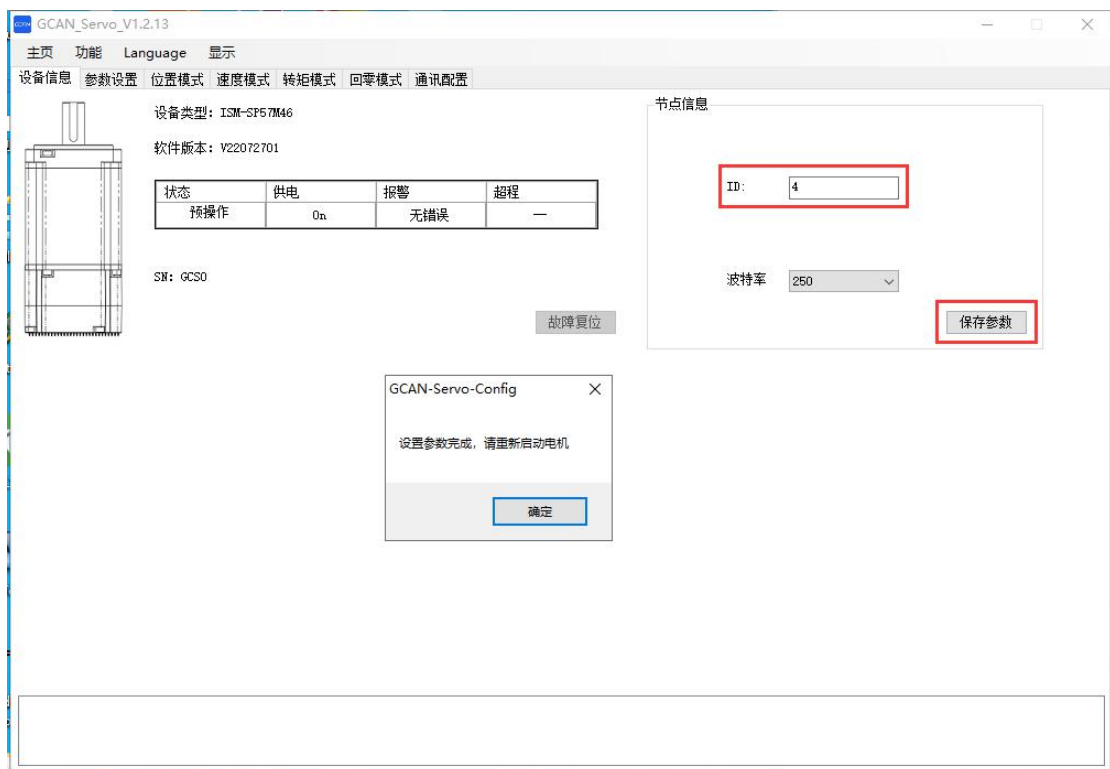 GCAN_Servo_V1.2.13
主页 功能 Language 显示
设备信息 参数设置 位置模式 速度模式 转矩模式 回零模式 通讯配置
设备类型: ISM-SP57M46
软件版本: V22072701
状态 供电 报警 超程
预操作 On 无错误 —
SN: GCSO
故障复位
节点信息
ID: 4
波特率 250
保存参数
GCAN-Servo-Config
设置参数完成，请重新启动电机
确定